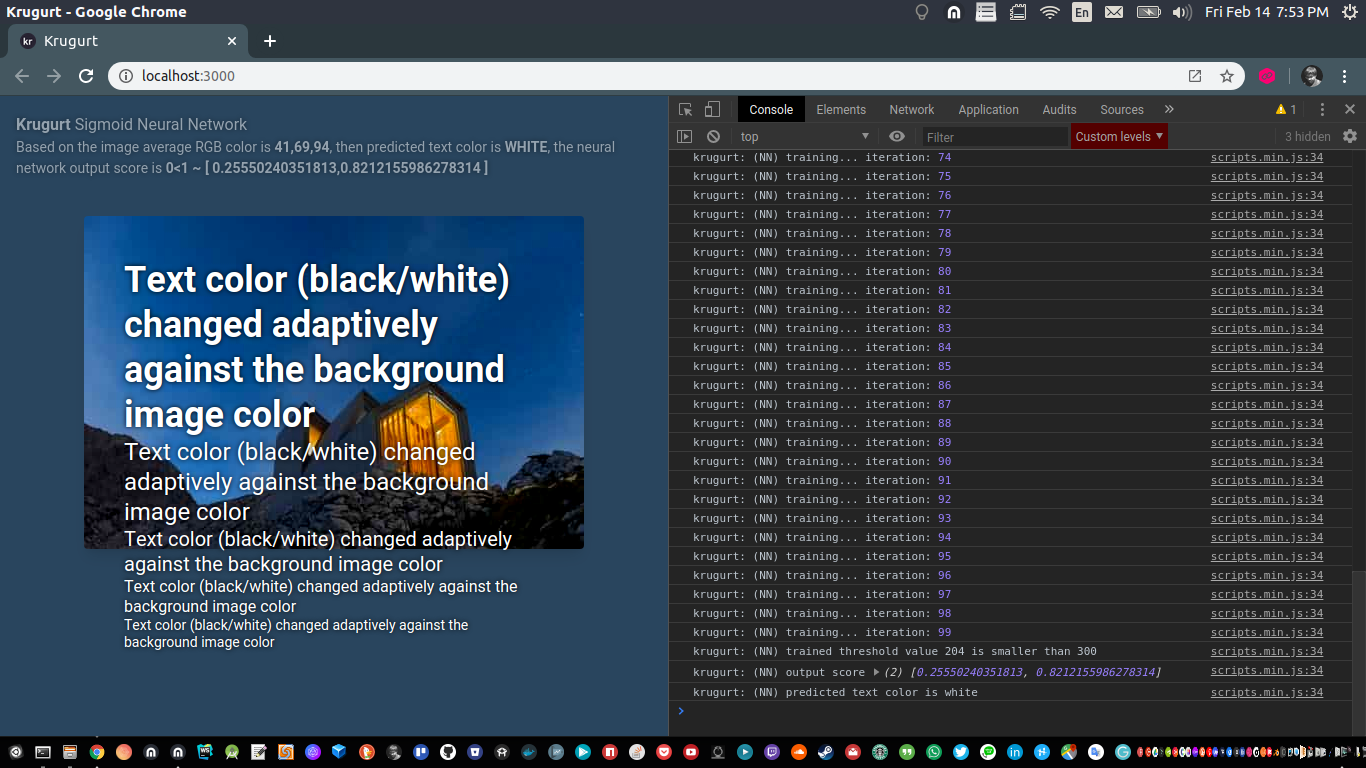 Krugurt - Google Chrome
En
Fri Feb 14 7:53 PM
kr Krugurt
localhost:3000
Krugurt Sigmoid Neural Network
Based on the image average RGB color is 41,69,94, then predicted text color is WHITE, the neural
network output score is 0<1 ~ [ 0.25550240351813,0.8212155986278314 ]
Text color (black/white)
changed adaptively
against the background
image color
Text color (black/white) changed
adaptively against the background
image color
Text color (black/white) changed adaptively
against the background image color
Text color (black/white) changed adaptively against the
background image color
Text color (black/white) changed adaptively against the
background image color
Console Elements Network Application Audits Sources » 1
top Filter Custom levels 3 hidden
krugurt: (NN) training... iteration: 74 scripts.min.js:34
krugurt: (NN) training... iteration: 75 scripts.min.js:34
krugurt: (NN) training... iteration: 76 scripts.min.js:34
krugurt: (NN) training... iteration: 77 scripts.min.js:34
krugurt: (NN) training... iteration: 78 scripts.min.js:34
krugurt: (NN) training... iteration: 79 scripts.min.js:34
krugurt: (NN) training... iteration: 80 scripts.min.js:34
krugurt: (NN) training... iteration: 81 scripts.min.js:34
krugurt: (NN) training... iteration: 82 scripts.min.js:34
krugurt: (NN) training... iteration: 83 scripts.min.js:34
krugurt: (NN) training... iteration: 84 scripts.min.js:34
krugurt: (NN) training... iteration: 85 scripts.min.js:34
krugurt: (NN) training... iteration: 86 scripts.min.js:34
krugurt: (NN) training... iteration: 87 scripts.min.js:34
krugurt: (NN) training... iteration: 88 scripts.min.js:34
krugurt: (NN) training... iteration: 89 scripts.min.js:34
krugurt: (NN) training... iteration: 90 scripts.min.js:34
krugurt: (NN) training... iteration: 91 scripts.min.js:34
krugurt: (NN) training... iteration: 92 scripts.min.js:34
krugurt: (NN) training... iteration: 93 scripts.min.js:34
krugurt: (NN) training... iteration: 94 scripts.min.js:34
krugurt: (NN) training... iteration: 95 scripts.min.js:34
krugurt: (NN) training... iteration: 96 scripts.min.js:34
krugurt: (NN) training... iteration: 97 scripts.min.js:34
krugurt: (NN) training... iteration: 98 scripts.min.js:34
krugurt: (NN) training... iteration: 99 scripts.min.js:34
krugurt: (NN) trained threshold value 204 is smaller than 300 scripts.min.js:34
krugurt: (NN) output score (2) [0.25550240351813, 0.8212155986278314] scripts.min.js:34
krugurt: (NN) predicted text color is white scripts.min.js:34